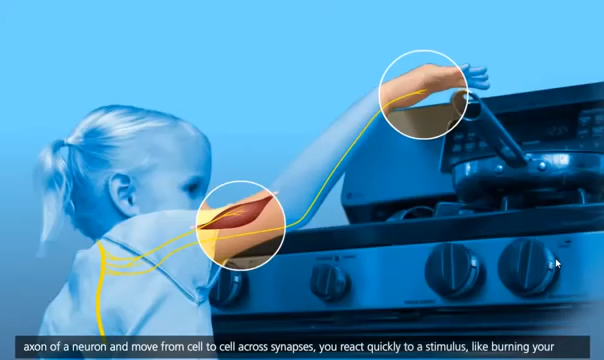 axon of a neuron and move from cell to cell across synapses, you react quickly to a stimulus, like burning your